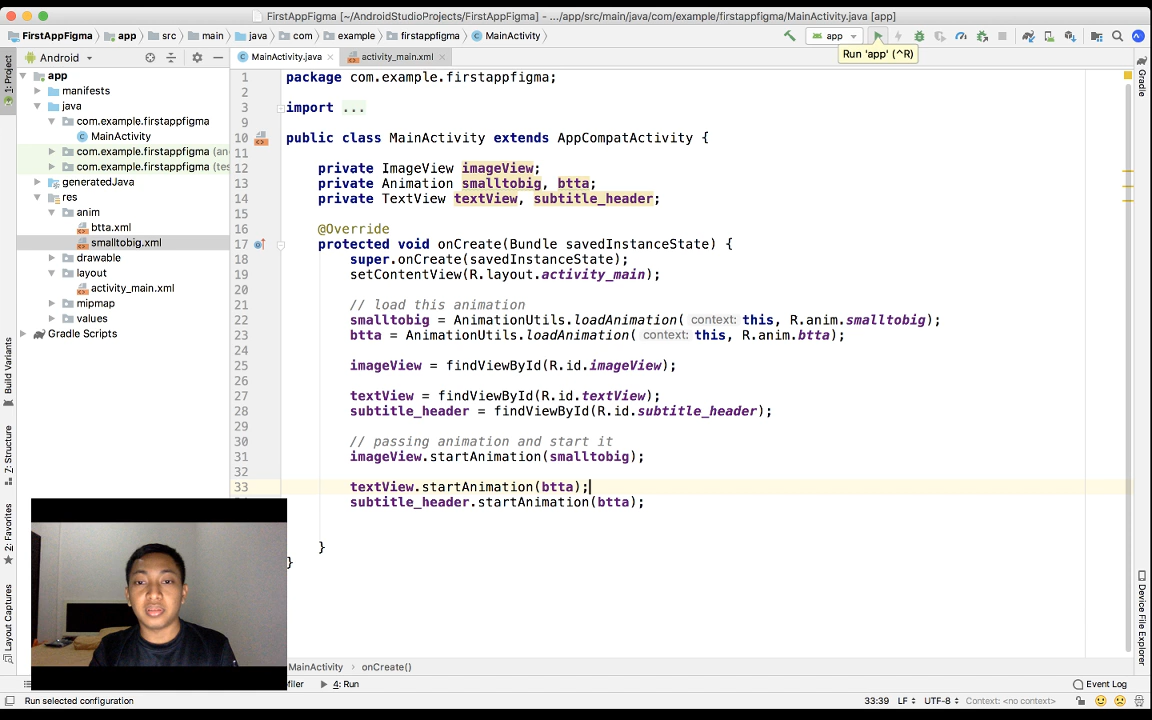 FirstAppFigma [~/AndroidStudioProjects/FirstAppFigma] - .../app/src/main/java/com/example/firstappfigma/MainActivity.java [app]
FirstAppFigma app src main java com example firstappfigma MainActivity app
Run 'app' (^R)
Android
MainActivity.java activity_main.xml
1: Project
Gradle
app
manifests
java
com.example.firstappfigma
MainActivity
com.example.firstappfigma (an
com.example.firstappfigma (tes
generatedJava
res
anim
btta.xml
smalltobig.xml
drawable
layout
activity_main.xml
mipmap
values
Gradle Scripts
Build Variants
7: Structure
2: Favorites
Layout Captures
1 package com.example.firstappfigma;
2
3 import ...
9
10 public class MainActivity extends AppCompatActivity {
11
12 private ImageView imageView;
13 private Animation smalltobig, btta;
14 private TextView textView, subtitle_header;
15
16 @Override
17 protected void onCreate(Bundle savedInstanceState) {
18 super.onCreate(savedInstanceState);
19 setContentView(R.layout.activity_main);
20
21 // load this animation
22 smalltobig = AnimationUtils.loadAnimation( context: this, R.anim.smalltobig);
23 btta = AnimationUtils.loadAnimation( context: this, R.anim.btta);
24
25 imageView = findViewById(R.id.imageView);
26
27 textView = findViewById(R.id.textView);
28 subtitle_header = findViewById(R.id.subtitle_header);
29
30 // passing animation and start it
31 imageView.startAnimation(smalltobig);
32
33 textView.startAnimation(btta);
subtitle_header.startAnimation(btta);
}
}
Device File Explorer
MainActivity onCreate()
filer 4: Run Event Log
Run selected configuration 33:39 LF UTF-8 Context: <no context>